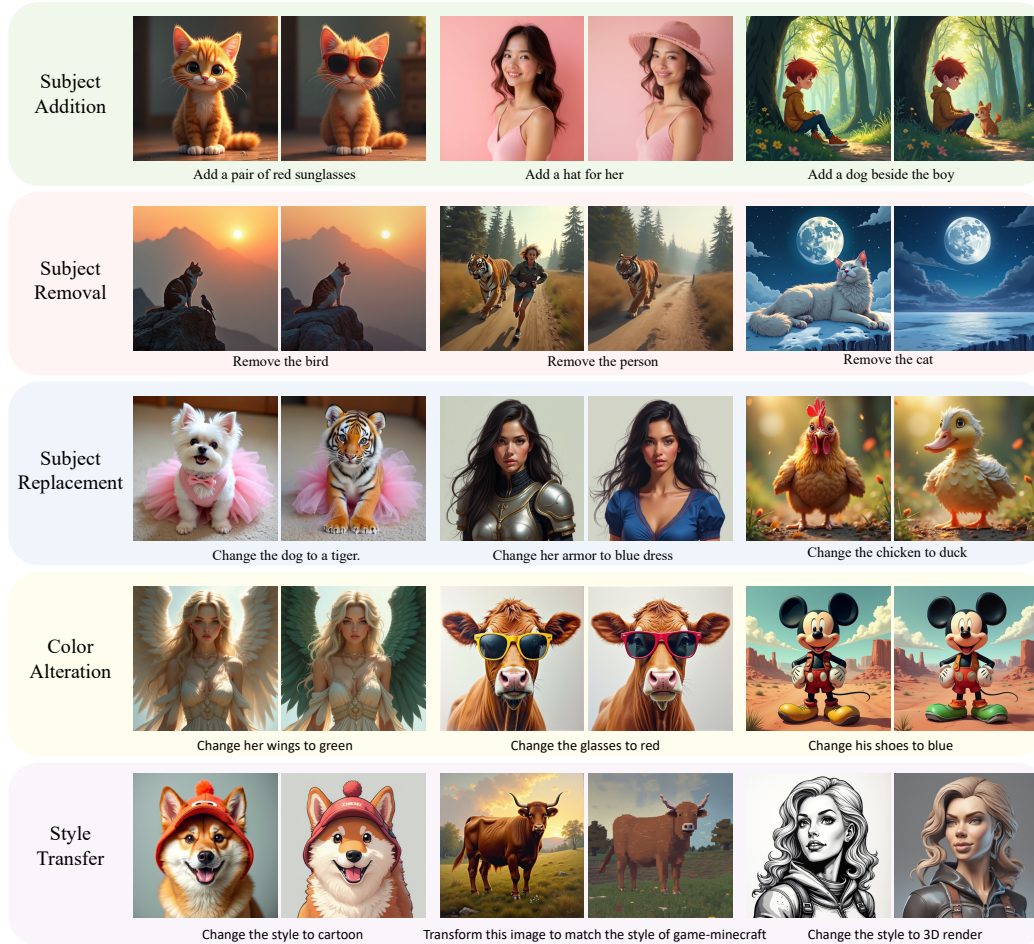 Subject
Addition
Add a pair of red sunglasses
Add a hat for her
Add a dog beside the boy
Subject
Removal
Remove the bird
Remove the person
Remove the cat
Subject
Replacement
Change the dog to a tiger.
Change her armor to blue dress
Change the chicken to duck
Color
Alteration
Change her wings to green
Change the glasses to red
Change his shoes to blue
Style
Transfer
Change the style to cartoon
Transform this image to match the style of game-minecraft
Change the style to 3D render